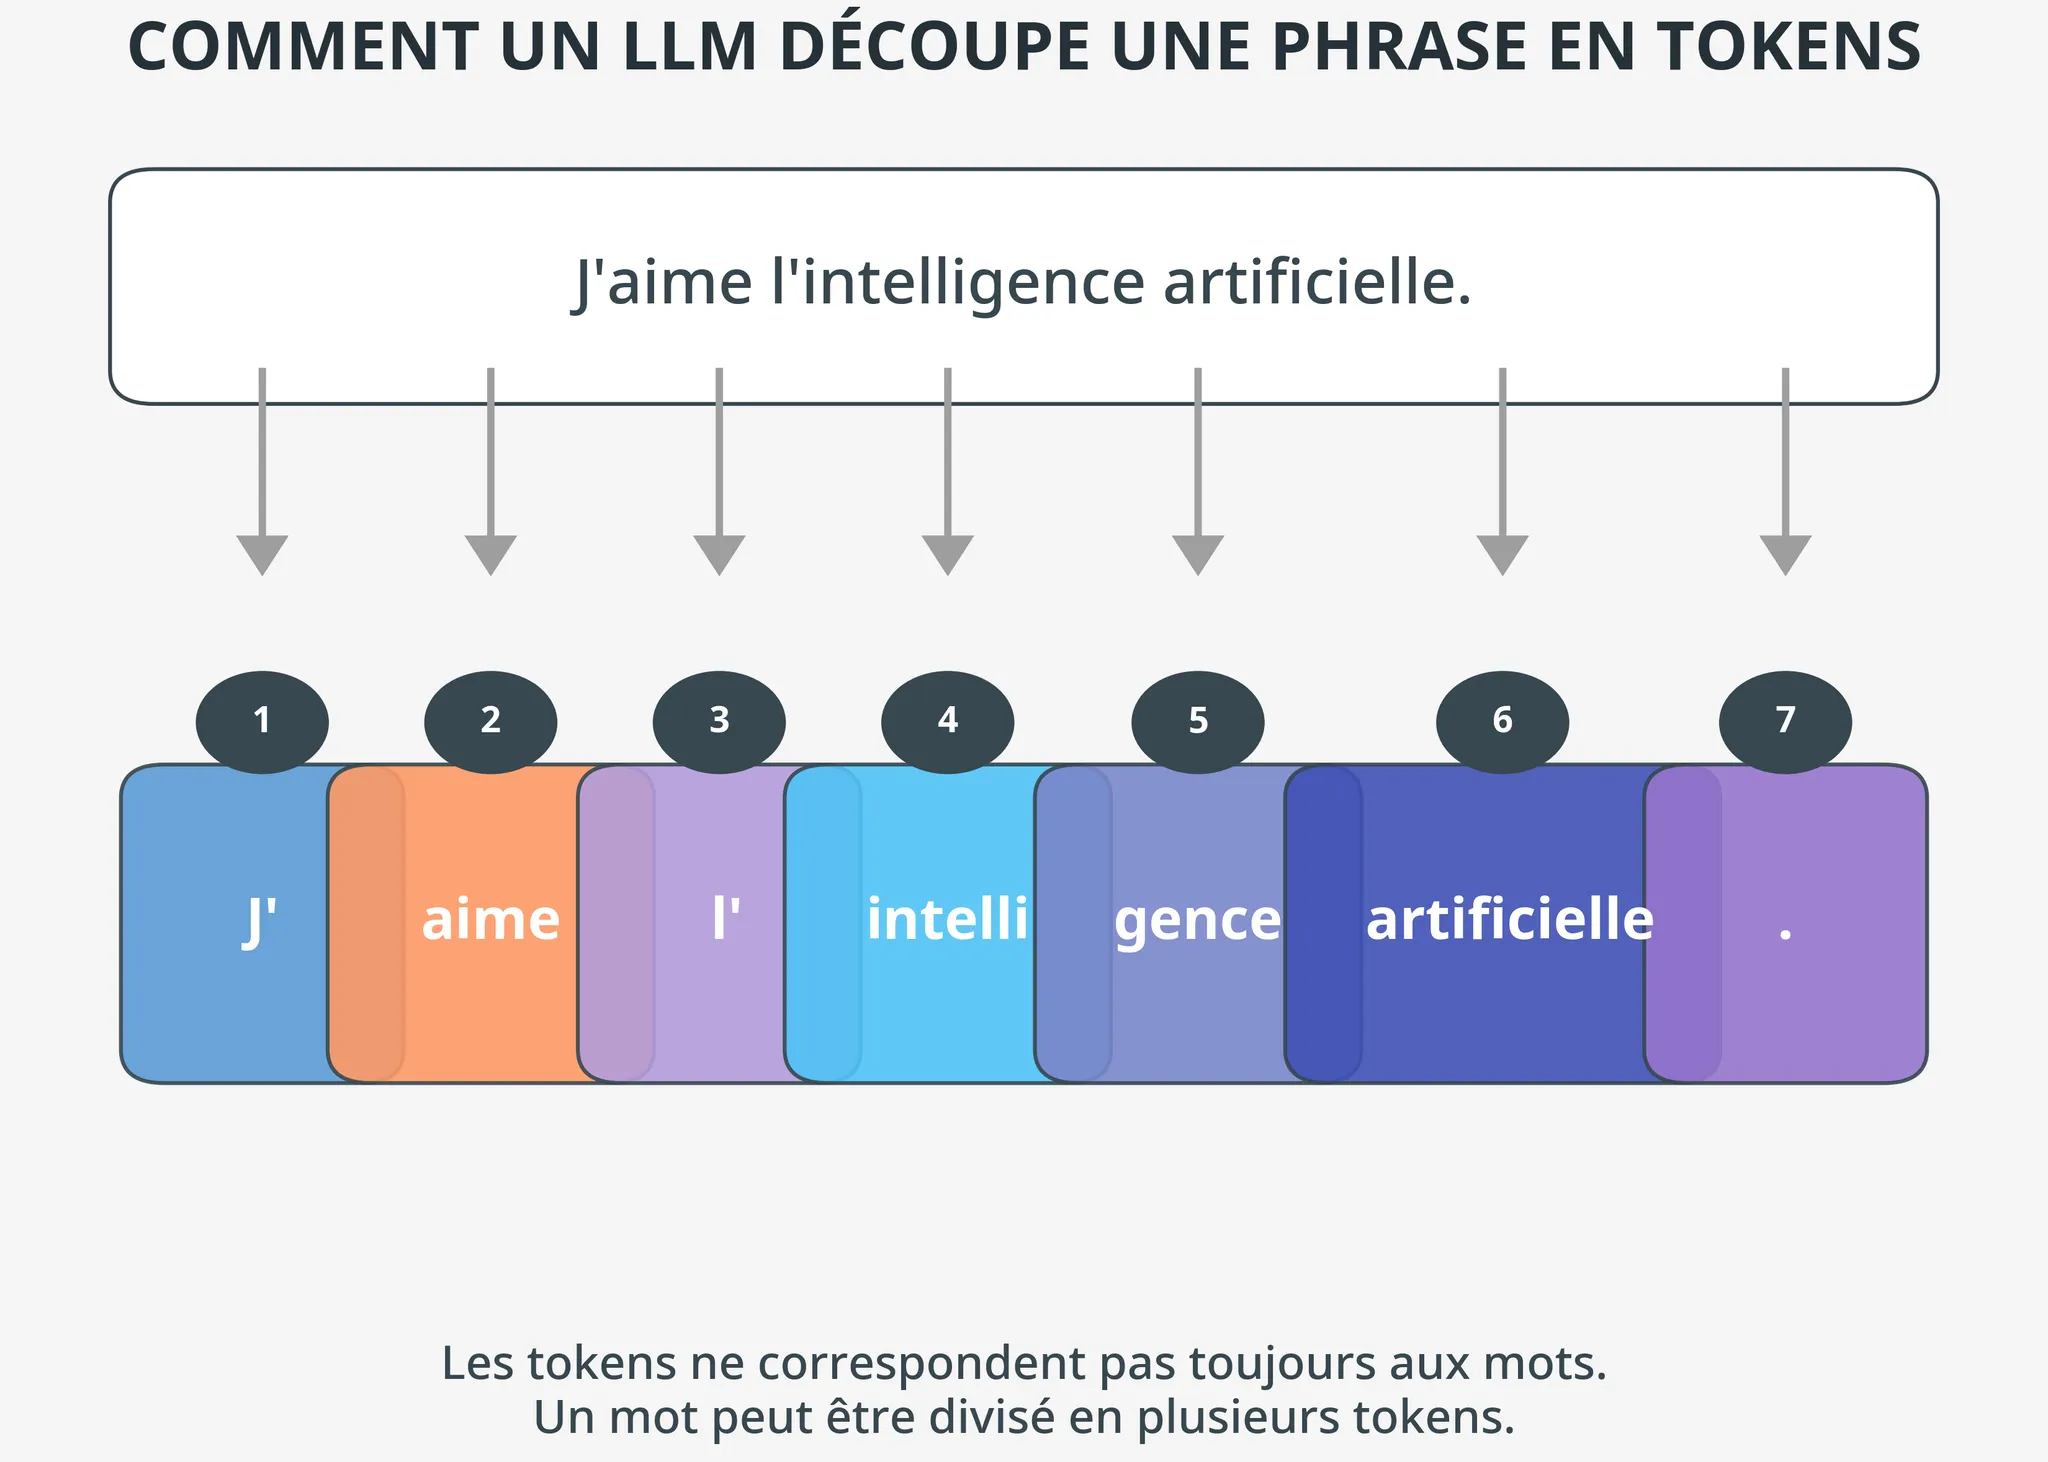 COMMENT UN LLM DÉCOUPE UNE PHRASE EN TOKENS
J'aime l'intelligence artificielle.
1 2 3 4 5 6 7
J' aime l' intelli gence artificielle .
Les tokens ne correspondent pas toujours aux mots.
Un mot peut être divisé en plusieurs tokens.